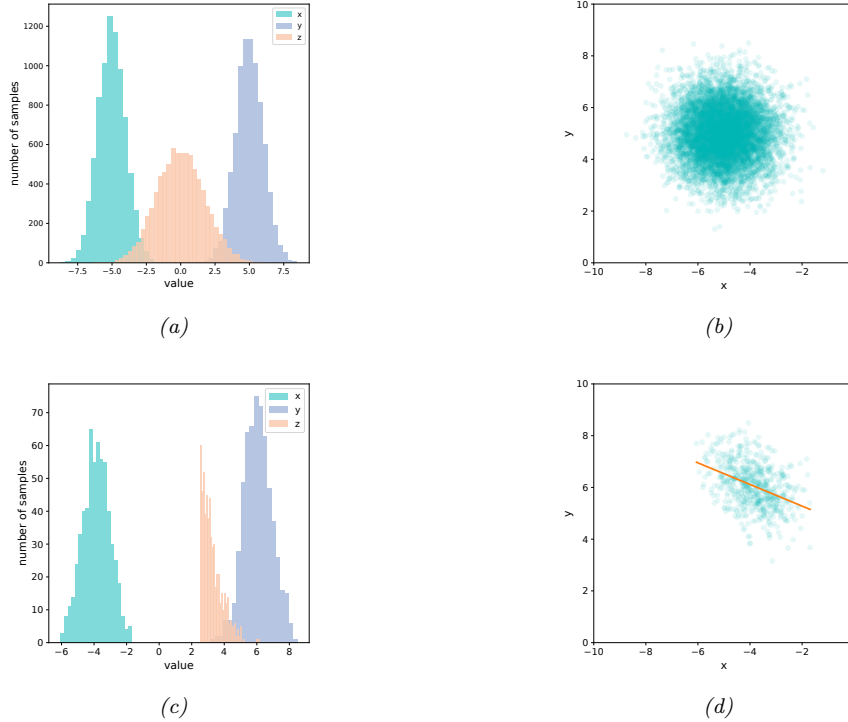 x
y
z
number of samples
1200
1000
800
600
400
200
0
−7.5 −5.0 −2.5 0.0 2.5 5.0 7.5
value
(a)
y
10
8
6
4
2
0
−10 −8 −6 −4 −2
x
(b)
x
y
z
number of samples
70
60
50
40
30
20
10
0
−6 −4 −2 0 2 4 6 8
value
(c)
y
10
8
6
4
2
0
−10 −8 −6 −4 −2
x
(d)